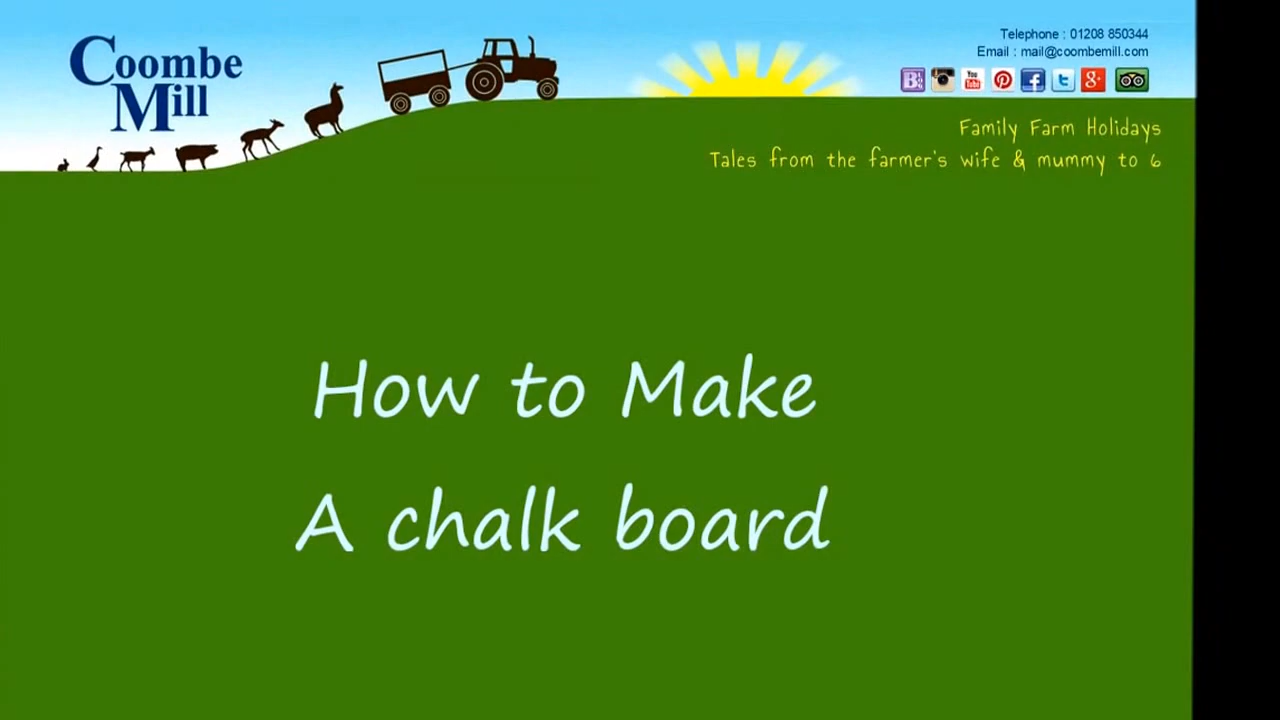 Coombe
Mill
Telephone : 01208 850344
Email : mail@coombemill.com
Family Farm Holidays
Tales from the farmer's wife & mummy to 6
How to Make
A chalk board